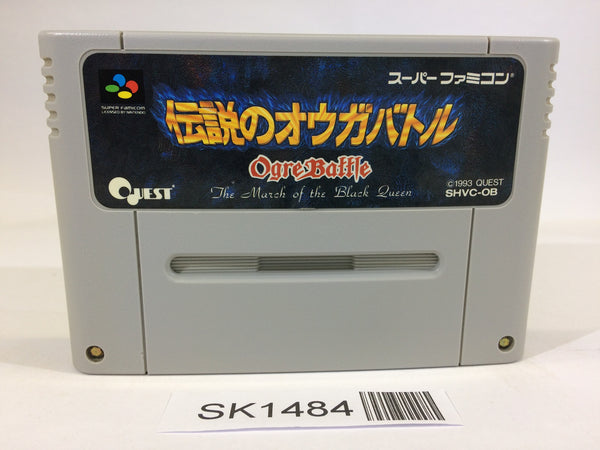 スーパーファミコン®
SUPER FAMICOM
LICENSED BY NINTENDO
伝説のオウガバトル
Ogre Battle
QUEST®
The March of the Black Queen
©1993 QUEST
SHVC-OB
SK1484